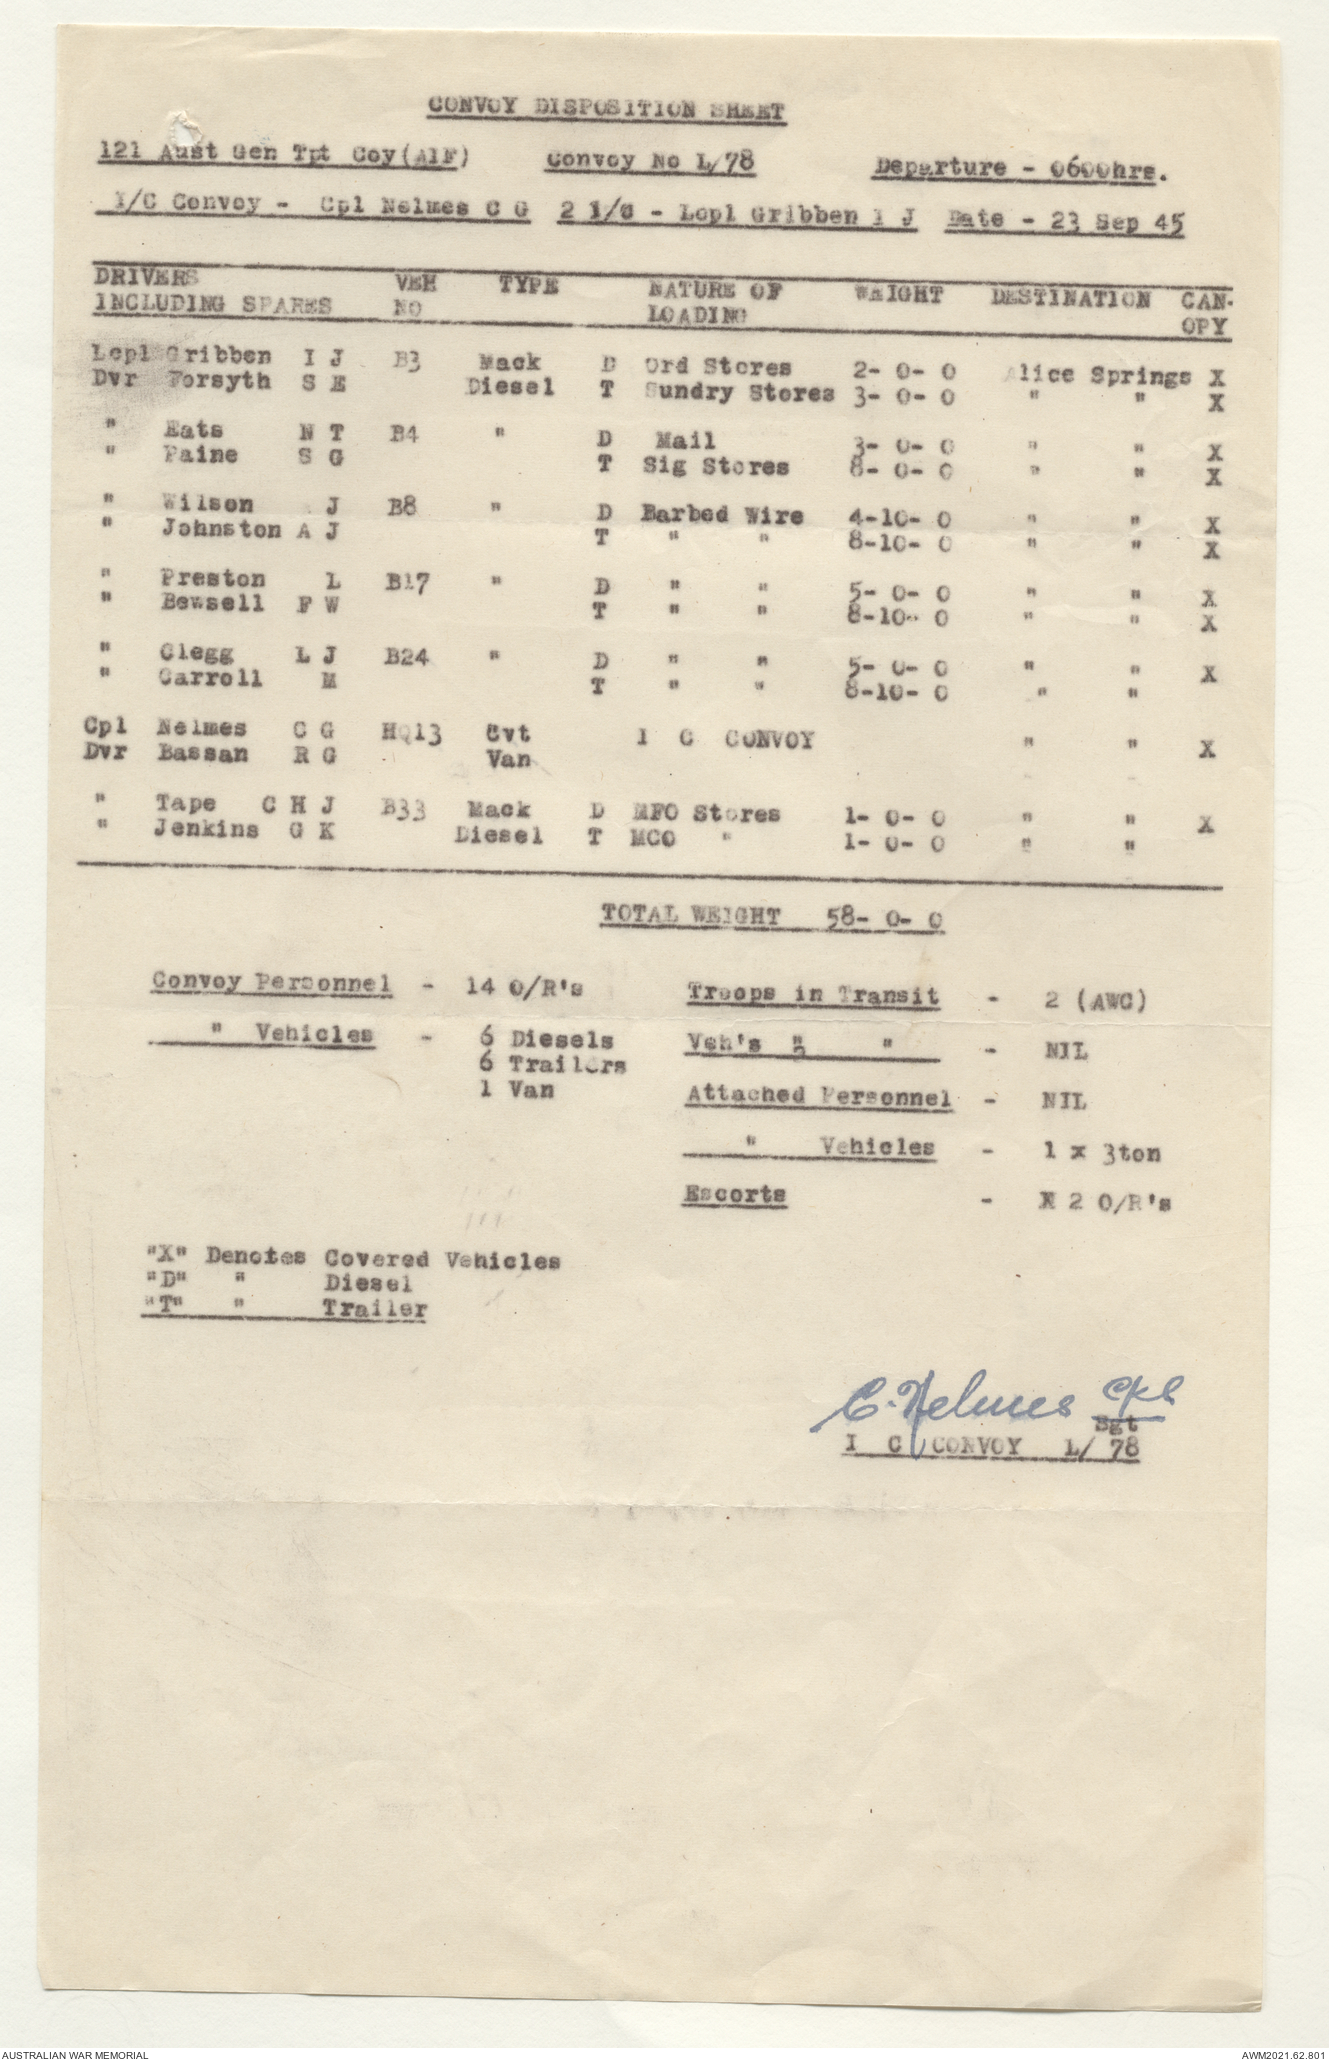 CONVOY DISPOSITION SHEET
121 Aust Gen Tpt Coy(AIF) Convoy No L/78 Departure - 0600hrs.
I/C Convoy - Cpl Nelmes C G 2 I/C - Lcpl Gribben I J Date - 23 Sep 45
DRIVERS VEH TYPE NATURE OF WEIGHT DESTINATION CAN-
INCLUDING SPARES NO LOADING OPY
Lcpl Gribben I J B3 Mack D Ord Stores 2- 0- 0 Alice Springs X
Dvr Forsyth S E Diesel T Sundry Stores 3- 0- 0 " " X
" Eats N T B4 " D Mail 3- 0- 0 " " X
" Paine S G T Sig Stores 8- 0- 0 " " X
" Wilson J B8 " D Barbed Wire 4-10- 0 " " X
" Johnston A J T " " 8-10- 0 " " X
" Preston L B17 " D " " 5- 0- 0 " " X
" Bewsell F W T " " 8-10- 0 " " X
" Clegg L J B24 " D " " 5- 0- 0 " " X
" Carroll M T " " 8-10- 0 " "
Cpl Nelmes C G HQ13 Cvt I C CONVOY " " X
Dvr Bassan R G Van
" Tape C H J B33 Mack D MFO Stores 1- 0- 0 " " X
" Jenkins G K Diesel T MCO " 1- 0- 0 " "
TOTAL WEIGHT 58- 0- 0
Convoy Personnel - 14 O/R's Troops in Transit - 2 (AWC)
" Vehicles - 6 Diesels Veh's " " - NIL
6 Trailers
1 Van Attached Personnel - NIL
" Vehicles - 1 x 3ton
Escorts - X 2 O/R's
"X" Denotes Covered Vehicles
"D" " Diesel
"T" " Trailer
C. Nelmes Cpl
Sgt
I C CONVOY L/ 78
AUSTRALIAN WAR MEMORIAL AWM2021.62.801